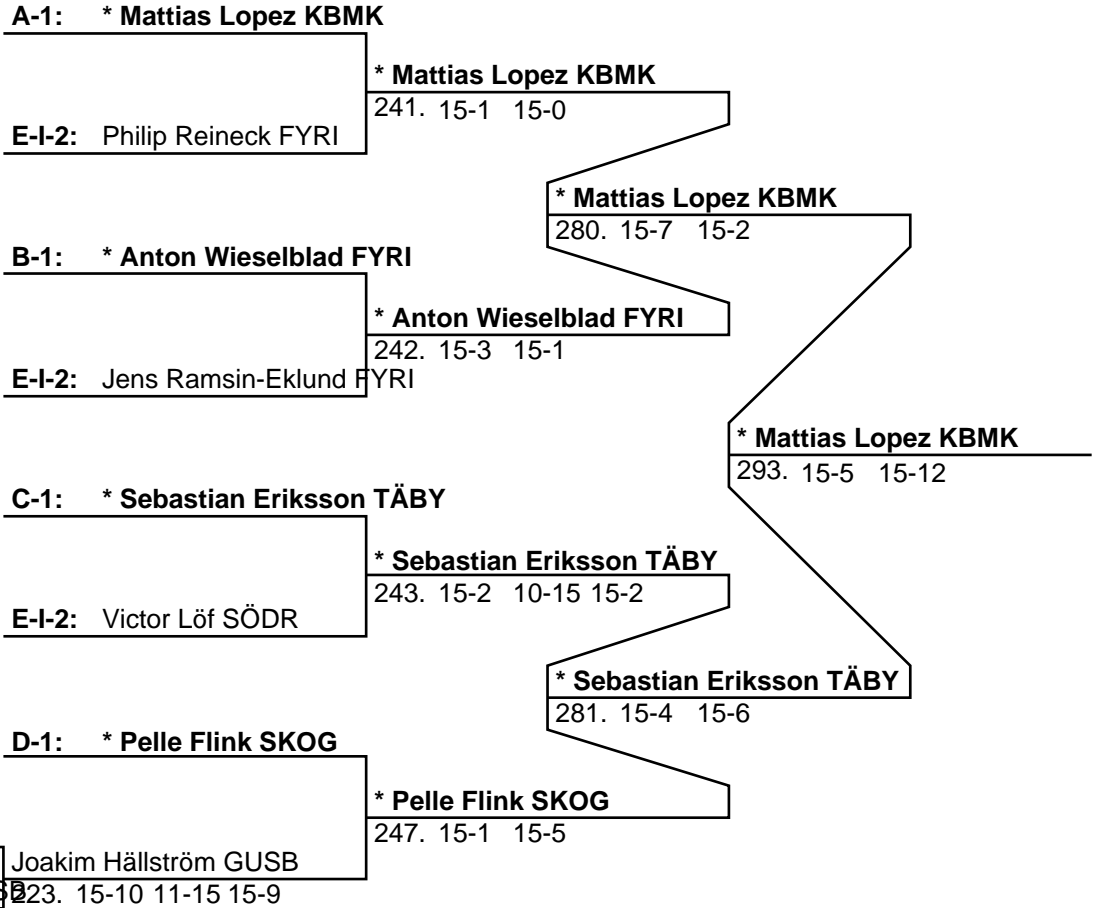 A-1: * Mattias Lopez KBMK
* Mattias Lopez KBMK
241. 15-1 15-0
E-I-2: Philip Reineck FYRI
* Mattias Lopez KBMK
280. 15-7 15-2
B-1: * Anton Wieselblad FYRI
* Anton Wieselblad FYRI
242. 15-3 15-1
E-I-2: Jens Ramsin-Eklund FYRI
* Mattias Lopez KBMK
293. 15-5 15-12
C-1: * Sebastian Eriksson TÄBY
* Sebastian Eriksson TÄBY
243. 15-2 10-15 15-2
E-I-2: Victor Löf SÖDR
* Sebastian Eriksson TÄBY
281. 15-4 15-6
D-1: * Pelle Flink SKOG
* Pelle Flink SKOG
247. 15-1 15-5
Joakim Hällström GUSB
223. 15-10 11-15 15-9